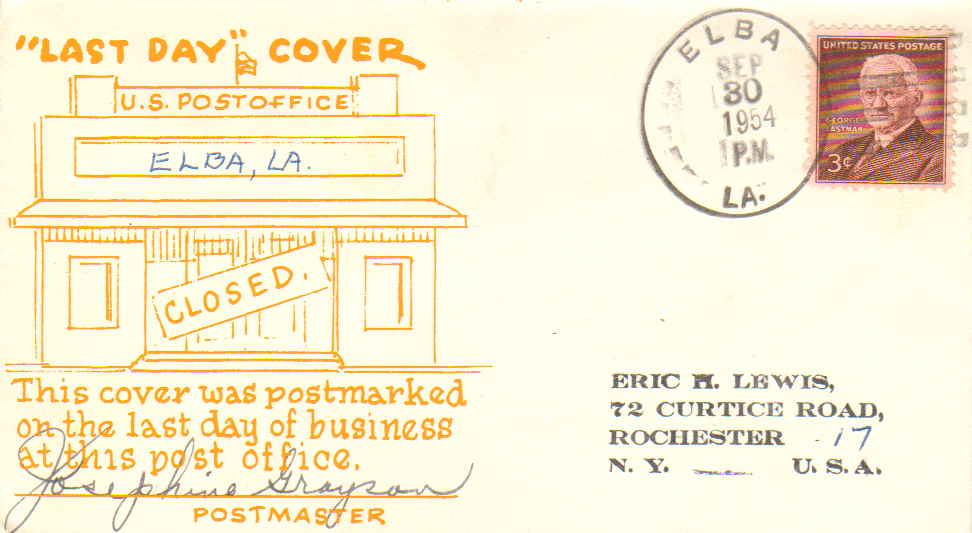 "LAST DAY" COVER
U.S. POSTOFFICE
ELBA, LA.
CLOSED.
This cover was postmarked
on the last day of business
at this post office.
Josephine Grayson
POSTMASTER
ELBA
SEP
30
1954
P.M.
LA.
UNITED STATES POSTAGE
GEORGE
EASTMAN
3¢
ERIC H. LEWIS,
72 CURTICE ROAD,
ROCHESTER - 17
N. Y. U. S. A.